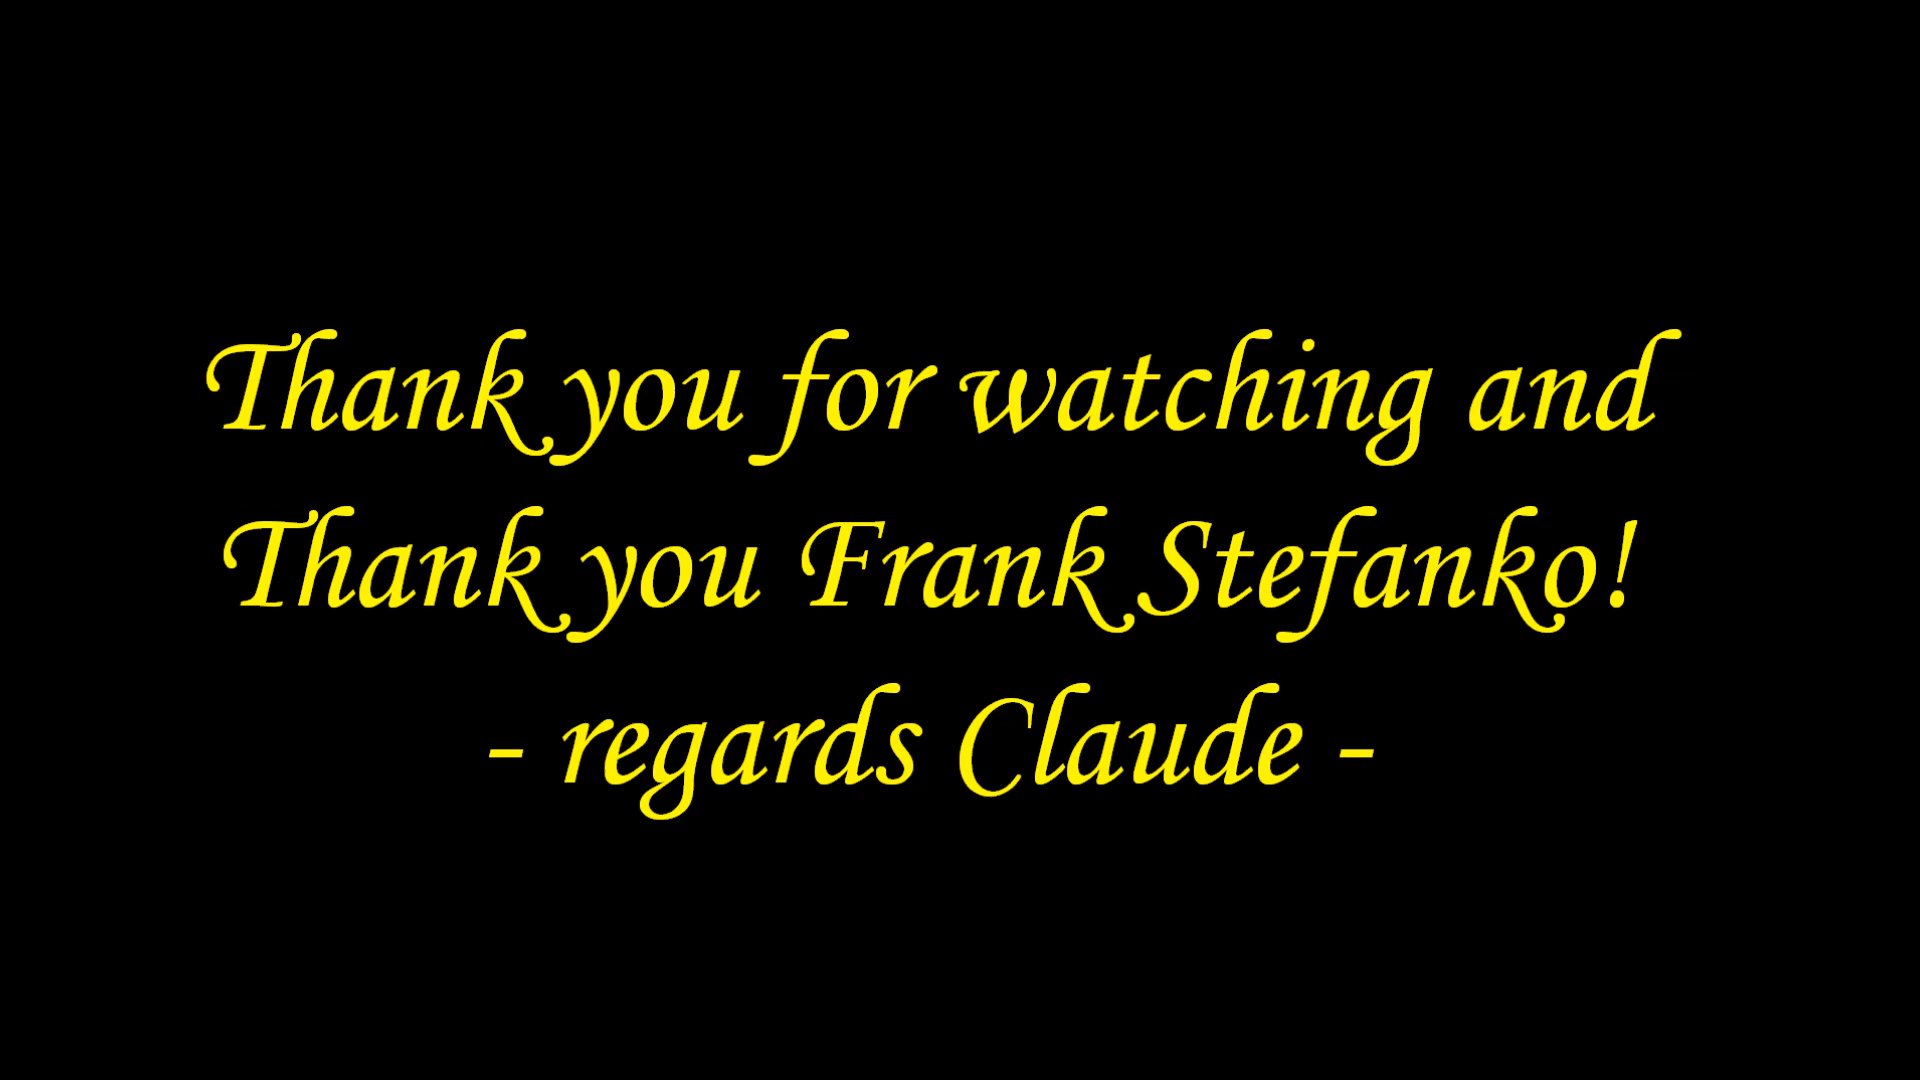 Thank you for watching and
Thank you Frank Stefanko!
- regards Claude -